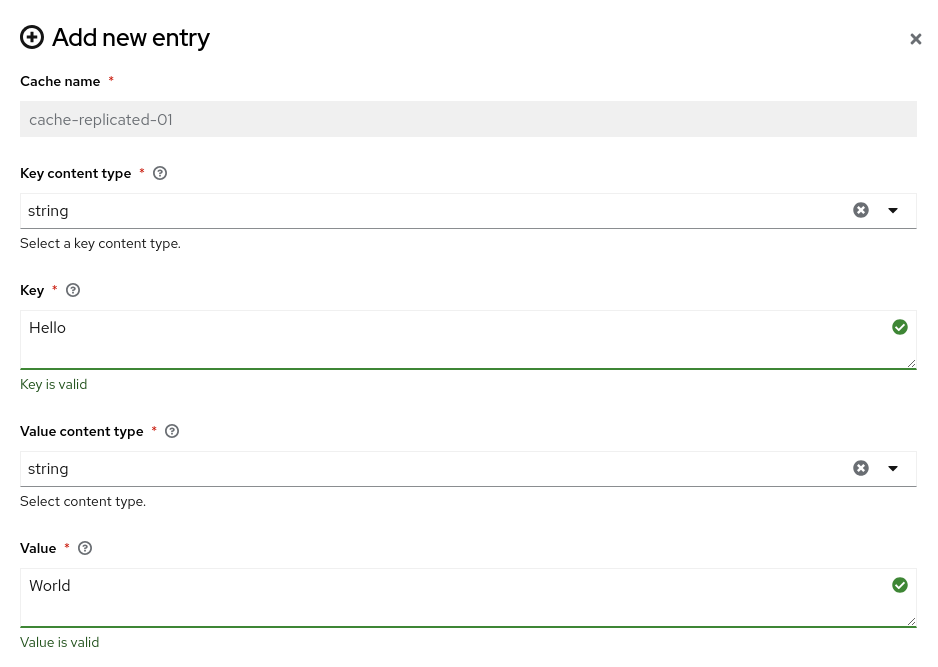 Add new entry
Cache name *
cache-replicated-01
Key content type *
string
Select a key content type.
Key *
Hello
Key is valid
Value content type *
string
Select content type.
Value *
World
Value is valid